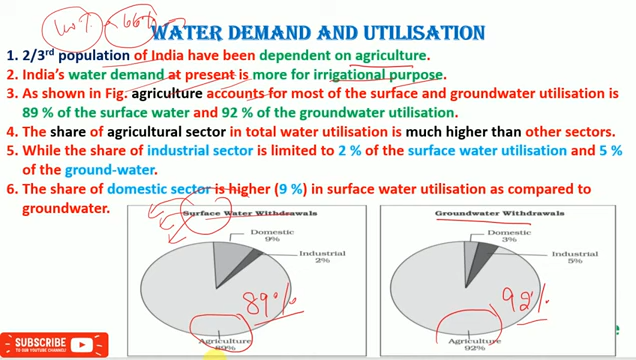 100% 66%
WATER DEMAND AND UTILISATION
1. 2/3rd population of India have been dependent on agriculture.
2. India's water demand at present is more for irrigational purpose.
3. As shown in Fig. agriculture accounts for most of the surface and groundwater utilisation is
89 % of the surface water and 92 % of the groundwater utilisation.
4. The share of agricultural sector in total water utilisation is much higher than other sectors.
5. While the share of industrial sector is limited to 2 % of the surface water utilisation and 5 %
of the ground-water.
6. The share of domestic sector is higher (9 %) in surface water utilisation as compared to
groundwater.
Surface Water Withdrawals
Domestic
9%
Industrial
2%
89%
Agriculture
89%
Groundwater Withdrawals
Domestic
3%
Industrial
5%
92%
Agriculture
92%
SUBSCRIBE
TO MY CHANNEL